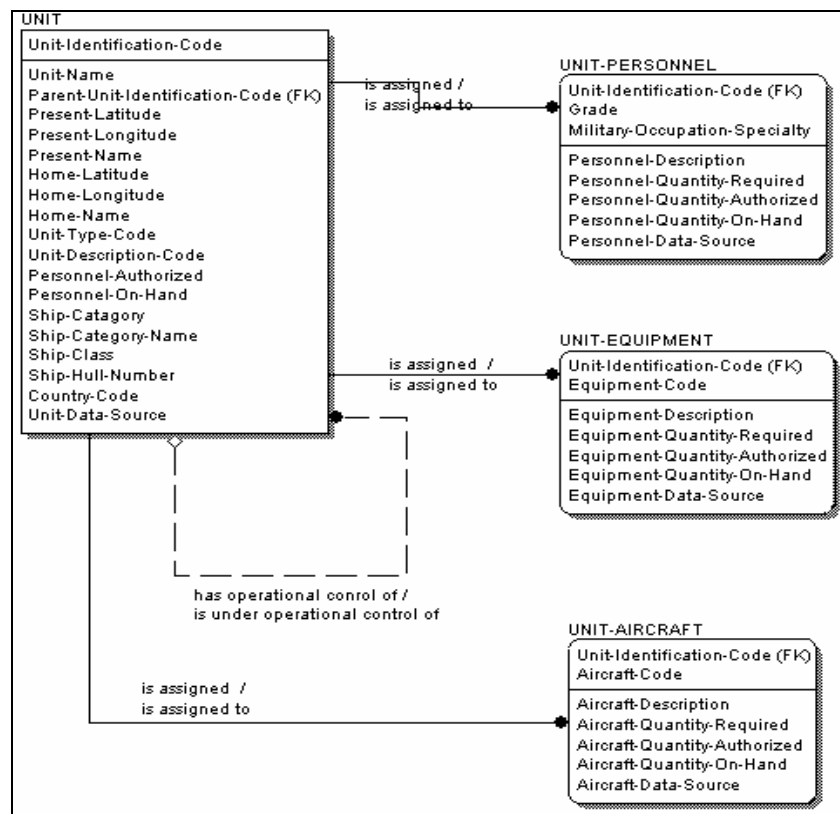 UNIT
Unit-Identification-Code
Unit-Name
Parent-Unit-Identification-Code (FK)
Present-Latitude
Present-Longitude
Present-Name
Home-Latitude
Home-Longitude
Home-Name
Unit-Type-Code
Unit-Description-Code
Personnel-Authorized
Personnel-On-Hand
Ship-Catagory
Ship-Category-Name
Ship-Class
Ship-Hull-Number
Country-Code
Unit-Data-Source
is assigned /
is assigned to
UNIT-PERSONNEL
Unit-Identification-Code (FK)
Grade
Military-Occupation-Specialty
Personnel-Description
Personnel-Quantity-Required
Personnel-Quantity-Authorized
Personnel-Quantity-On-Hand
Personnel-Data-Source
is assigned /
is assigned to
UNIT-EQUIPMENT
Unit-Identification-Code (FK)
Equipment-Code
Equipment-Description
Equipment-Quantity-Required
Equipment-Quantity-Authorized
Equipment-Quantity-On-Hand
Equipment-Data-Source
has operational conrol of /
is under operational control of
is assigned /
is assigned to
UNIT-AIRCRAFT
Unit-Identification-Code (FK)
Aircraft-Code
Aircraft-Description
Aircraft-Quantity-Required
Aircraft-Quantity-Authorized
Aircraft-Quantity-On-Hand
Aircraft-Data-Source